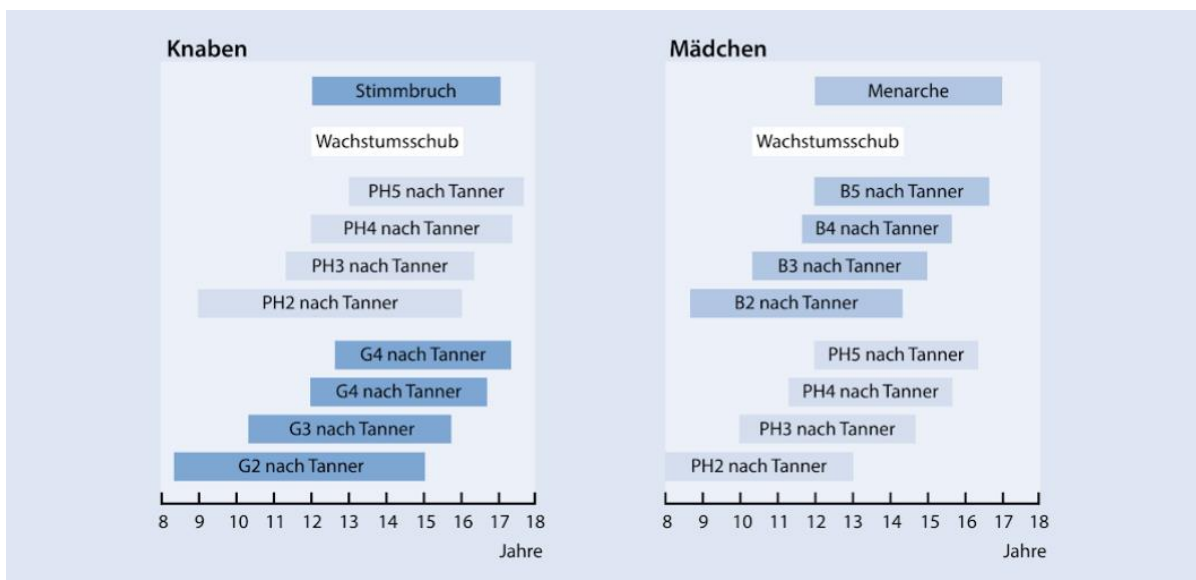 Knaben
Stimmbruch
Wachstumsschub
PH5 nach Tanner
PH4 nach Tanner
PH3 nach Tanner
PH2 nach Tanner
G4 nach Tanner
G4 nach Tanner
G3 nach Tanner
G2 nach Tanner
8 9 10 11 12 13 14 15 16 17 18
Jahre
Mädchen
Menarche
Wachstumsschub
B5 nach Tanner
B4 nach Tanner
B3 nach Tanner
B2 nach Tanner
PH5 nach Tanner
PH4 nach Tanner
PH3 nach Tanner
PH2 nach Tanner
8 9 10 11 12 13 14 15 16 17 18
Jahre